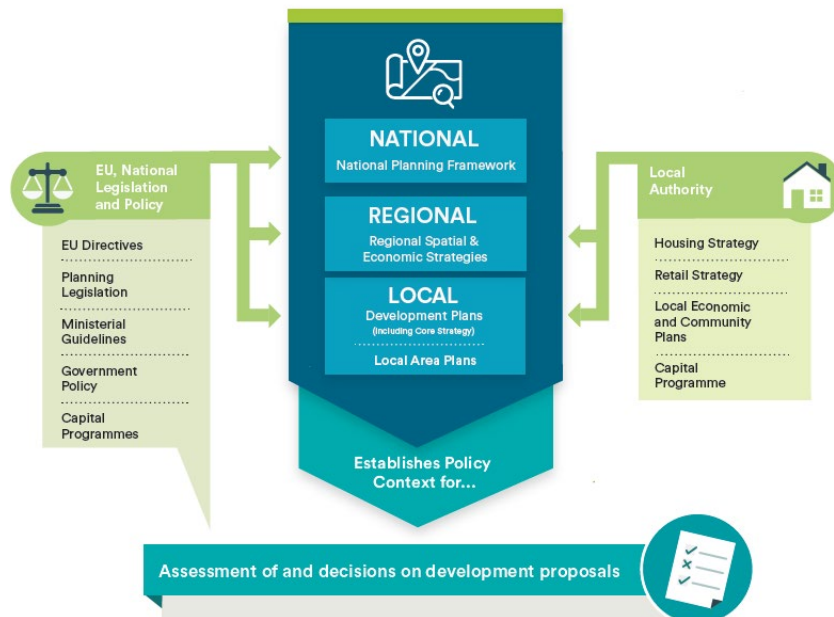 NATIONAL
National Planning Framework
EU, National
Legislation
and Policy
Local
Authority
REGIONAL
Regional Spatial &
Economic Strategies
EU Directives
Planning
Legislation
Ministerial
Guidelines
Government
Policy
Capital
Programmes
Housing Strategy
Retail Strategy
Local Economic
and Community
Plans
Capital
Programme
LOCAL
Development Plans
(including Core Strategy)
Local Area Plans
Establishes Policy
Context for...
Assessment of and decisions on development proposals